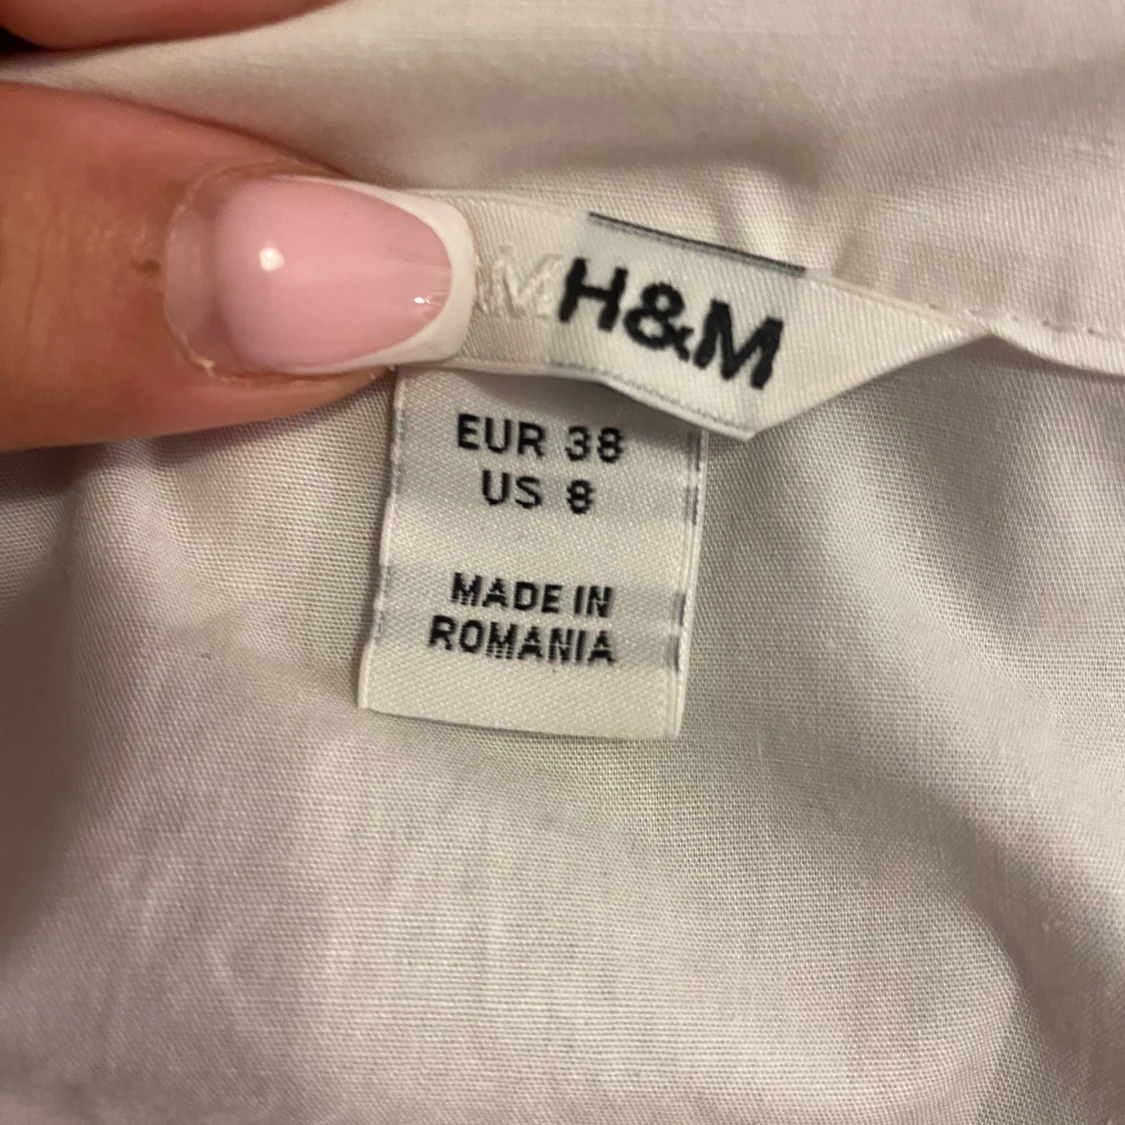 H&M
EUR 38
US 8
MADE IN
ROMANIA